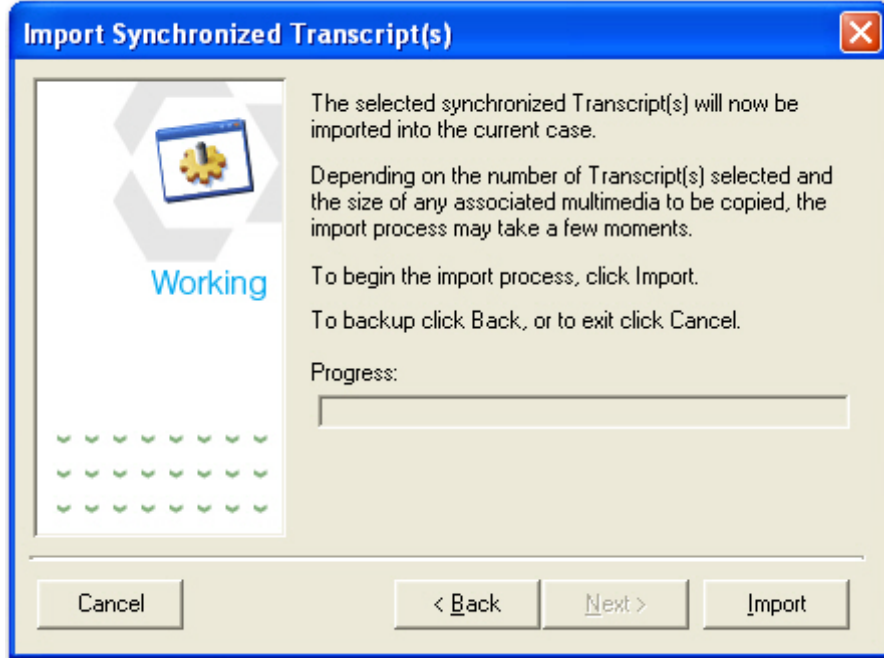 Import Synchronized Transcript(s)
The selected synchronized Transcript(s) will now be
imported into the current case.
Depending on the number of Transcript(s) selected and
the size of any associated multimedia to be copied, the
import process may take a few moments.
Working
To begin the import process, click Import.
To backup click Back, or to exit click Cancel.
Progress:
Cancel
< Back
Next >
Import